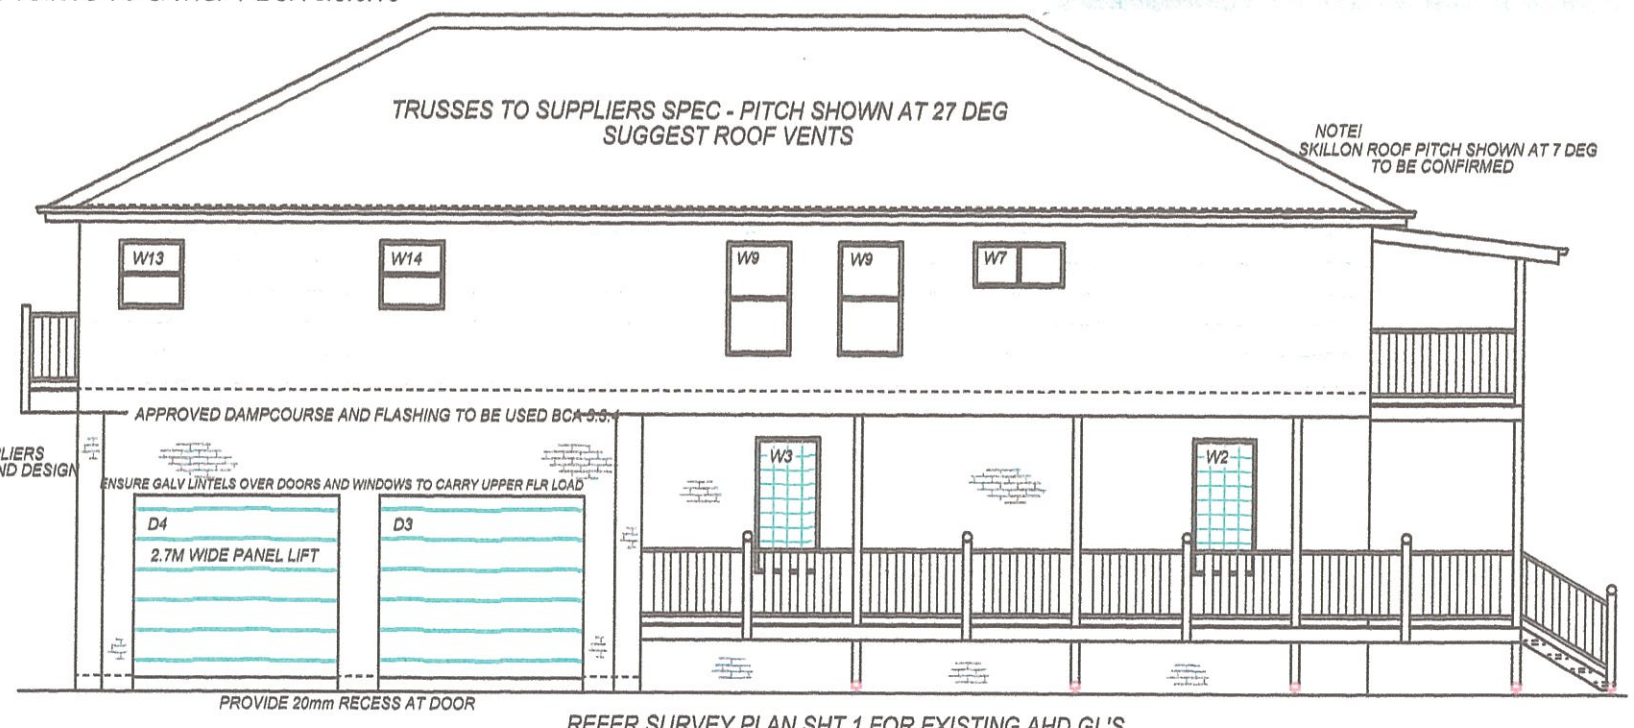 TRUSSES TO SUPPLIERS SPEC - PITCH SHOWN AT 27 DEG
SUGGEST ROOF VENTS
NOTE!
SKILLON ROOF PITCH SHOWN AT 7 DEG
TO BE CONFIRMED
W13
W14
W9
W9
W7
APPROVED DAMPCOURSE AND FLASHING TO BE USED BCA 3.3.4
ND DESIGN
W3
W2
ENSURE GALV LINTELS OVER DOORS AND WINDOWS TO CARRY UPPER FLR LOAD
D4
D3
2.7M WIDE PANEL LIFT
PROVIDE 20mm RECESS AT DOOR
REFER SURVEY PLAN SHT 1 FOR EXISTING AHD GL'S